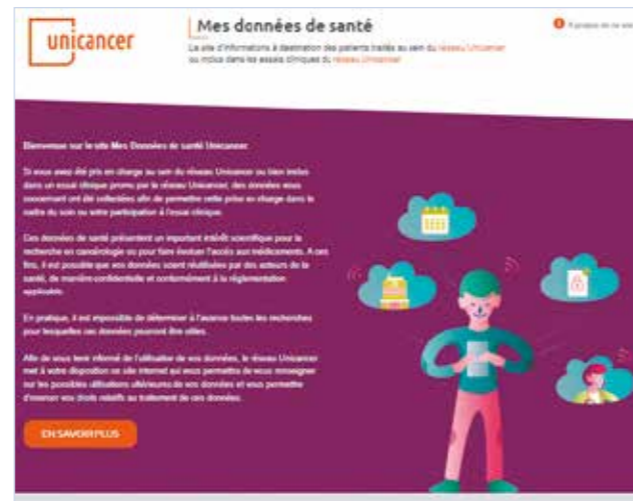 unicancer
Mes données de santé
Le site d'informations à destination des patients traités au sein du réseau Unicancer
ou inclus dans les essais cliniques du réseau Unicancer
A propos de ce site
Bienvenue sur le site Mes Données de santé Unicancer.
Si vous avez été pris en charge au sein du réseau Unicancer ou bien inclus
dans un essai clinique promu par le réseau Unicancer, des données vous
concernant ont été collectées afin de permettre cette prise en charge dans le
cadre du soin ou votre participation à l'essai clinique.
Ces données de santé présentent un important intérêt scientifique pour la
recherche en cancérologie ou pour faire évoluer l'accès aux médicaments. A ces
fins, il est possible que vos données soient réutilisées par des acteurs de la
santé, de manière confidentielle et conformément à la réglementation
applicable.
En pratique, il est impossible de déterminer à l'avance toutes les recherches
pour lesquelles ces données pourront être utiles.
Afin de vous tenir informé de l'utilisation de vos données, le réseau Unicancer
met à votre disposition ce site internet qui vous permettra de vous renseigner
sur les possibles utilisations ultérieures de vos données et vous permettra
d'exercer vos droits relatifs au traitement de ces données.
EN SAVOIR PLUS